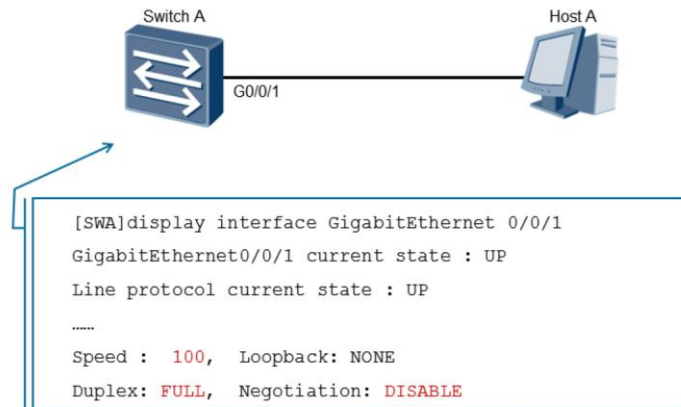 Switch A
Host A
G0/0/1
[SWA]display interface GigabitEthernet 0/0/1
GigabitEthernet0/0/1 current state : UP
Line protocol current state : UP
……
Speed :  100,  Loopback: NONE
Duplex: FULL,  Negotiation: DISABLE